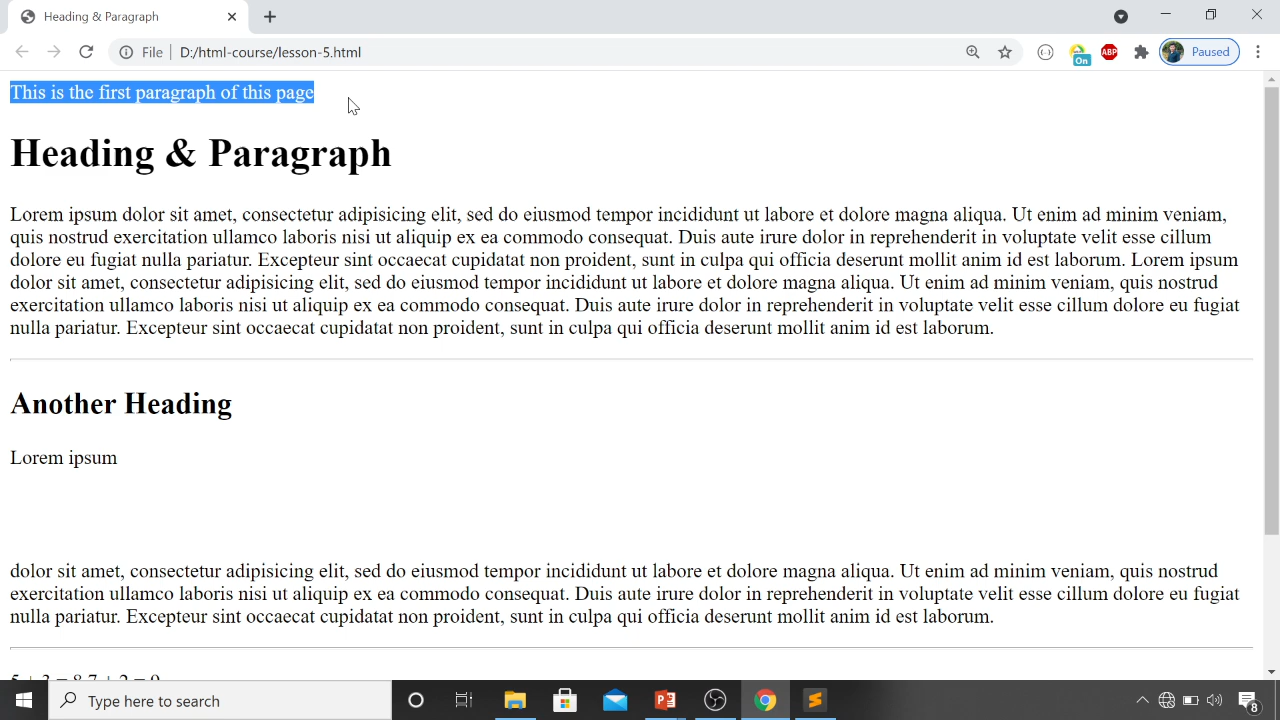 Heading & Paragraph
File
D:/html-course/lesson-5.html
ABP
On
Paused
This is the first paragraph of this page
Heading & Paragraph
Lorem ipsum dolor sit amet, consectetur adipisicing elit, sed do eiusmod tempor incididunt ut labore et dolore magna aliqua. Ut enim ad minim veniam,
quis nostrud exercitation ullamco laboris nisi ut aliquip ex ea commodo consequat. Duis aute irure dolor in reprehenderit in voluptate velit esse cillum
dolore eu fugiat nulla pariatur. Excepteur sint occaecat cupidatat non proident, sunt in culpa qui officia deserunt mollit anim id est laborum. Lorem ipsum
dolor sit amet, consectetur adipisicing elit, sed do eiusmod tempor incididunt ut labore et dolore magna aliqua. Ut enim ad minim veniam, quis nostrud
exercitation ullamco laboris nisi ut aliquip ex ea commodo consequat. Duis aute irure dolor in reprehenderit in voluptate velit esse cillum dolore eu fugiat
nulla pariatur. Excepteur sint occaecat cupidatat non proident, sunt in culpa qui officia deserunt mollit anim id est laborum.
Another Heading
Lorem ipsum
dolor sit amet, consectetur adipisicing elit, sed do eiusmod tempor incididunt ut labore et dolore magna aliqua. Ut enim ad minim veniam, quis nostrud
exercitation ullamco laboris nisi ut aliquip ex ea commodo consequat. Duis aute irure dolor in reprehenderit in voluptate velit esse cillum dolore eu fugiat
nulla pariatur. Excepteur sint occaecat cupidatat non proident, sunt in culpa qui officia deserunt mollit anim id est laborum.
Type here to search
8